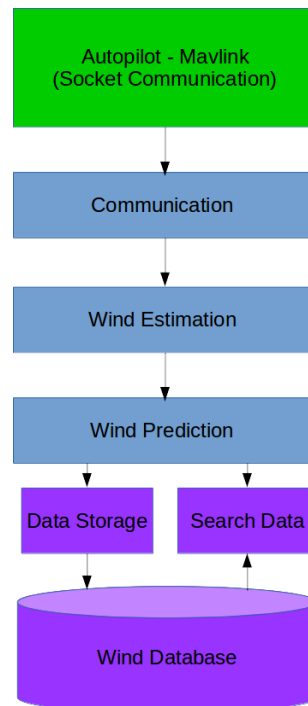 Autopilot - Mavlink
(Socket Communication)
Communication
Wind Estimation
Wind Prediction
Data Storage
Search Data
Wind Database